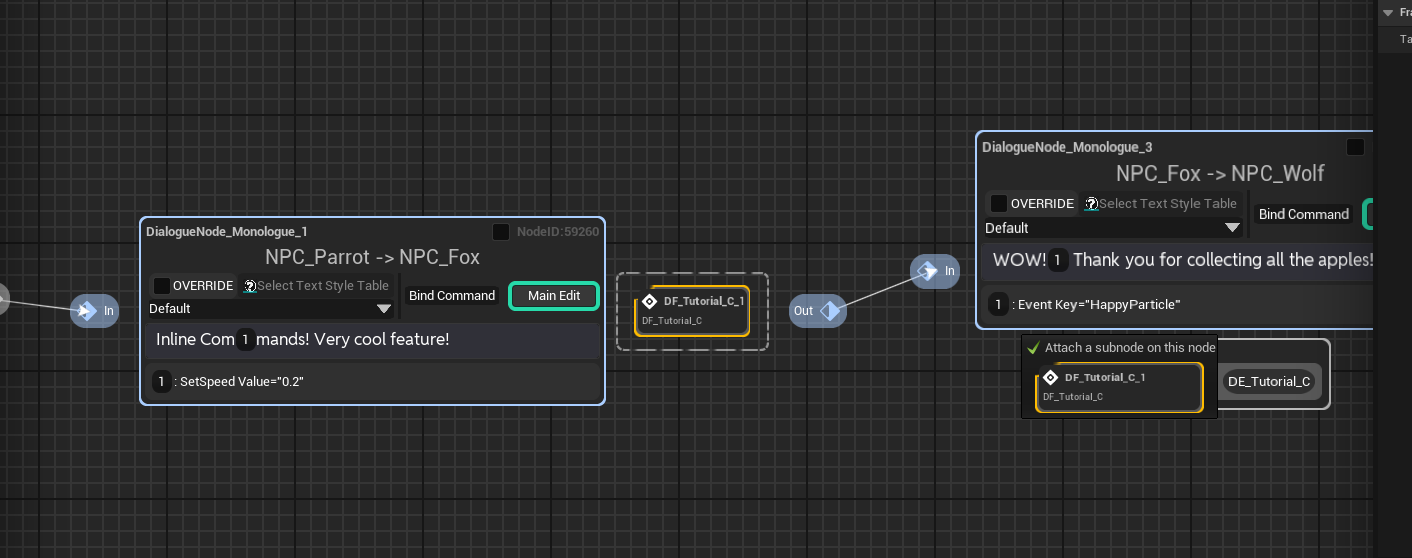 Fra
Ta
DialogueNode_Monologue_3
NPC_Fox -> NPC_Wolf
OVERRIDE
?Select Text Style Table
Default
Bind Command
WOW! 1 Thank you for collecting all the apples!
1 : Event Key="HappyParticle"
DialogueNode_Monologue_1
NodeID:59260
NPC_Parrot -> NPC_Fox
OVERRIDE
?Select Text Style Table
Default
Bind Command
Main Edit
Inline Com 1 mands! Very cool feature!
1 : SetSpeed Value="0.2"
In
DF_Tutorial_C_1
DF_Tutorial_C
Out
In
Attach a subnode on this node
DF_Tutorial_C_1
DF_Tutorial_C
DE_Tutorial_C